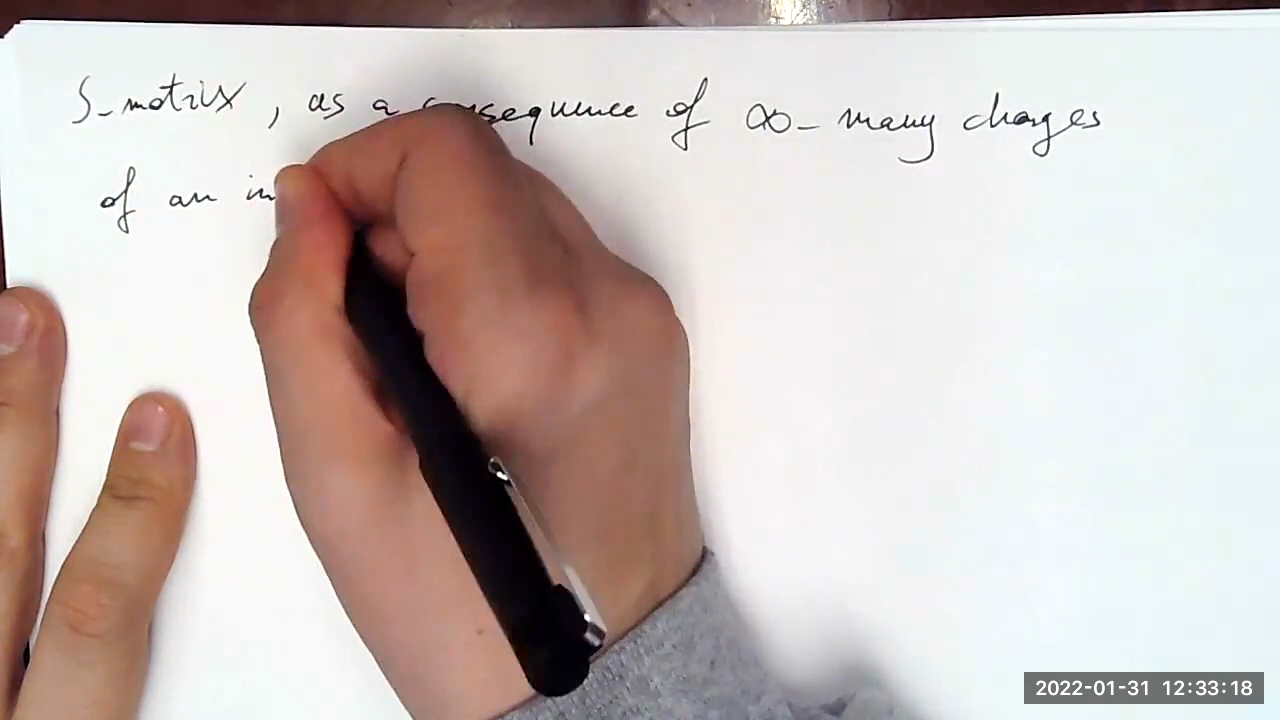 S-matrix, as a consequence of ∞-many charges
of an in
2022-01-31 12:33:18